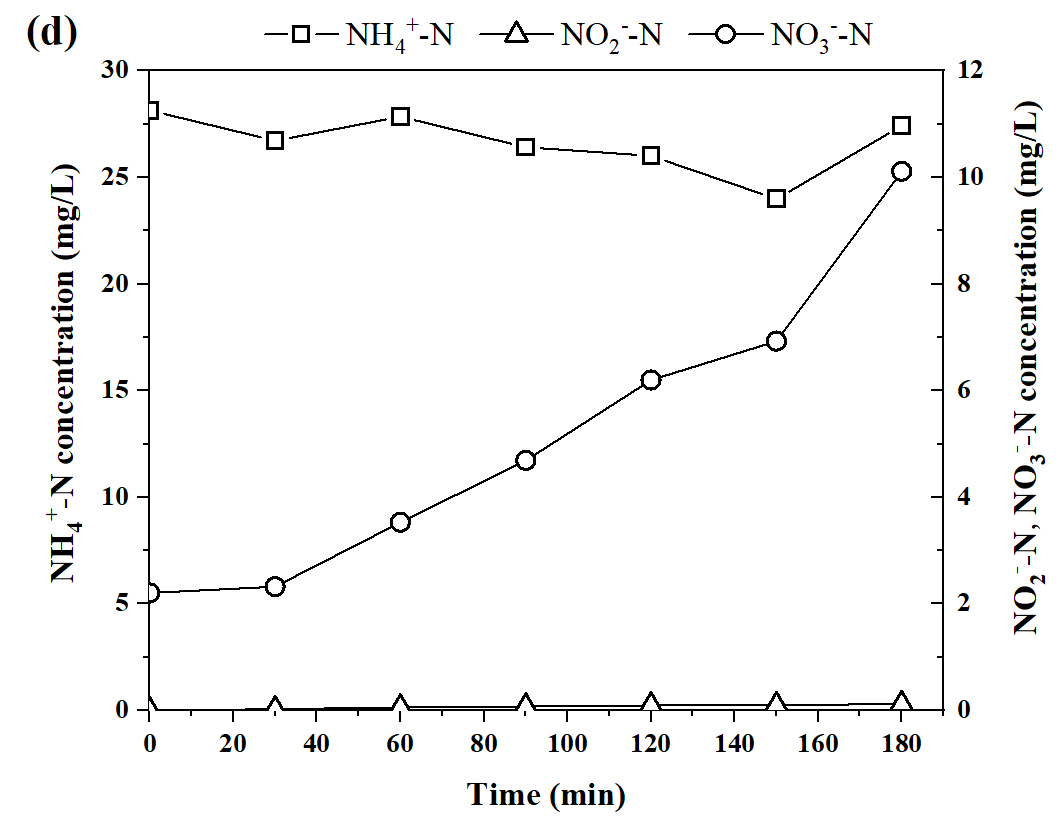 (d)
NH₄⁺-N NO₂⁻-N NO₃⁻-N
NH₄⁺-N concentration (mg/L)
30
25
20
15
10
5
0
12
10
8
6
4
2
0
NO₂⁻-N, NO₃⁻-N concentration (mg/L)
0 20 40 60 80 100 120 140 160 180
Time (min)